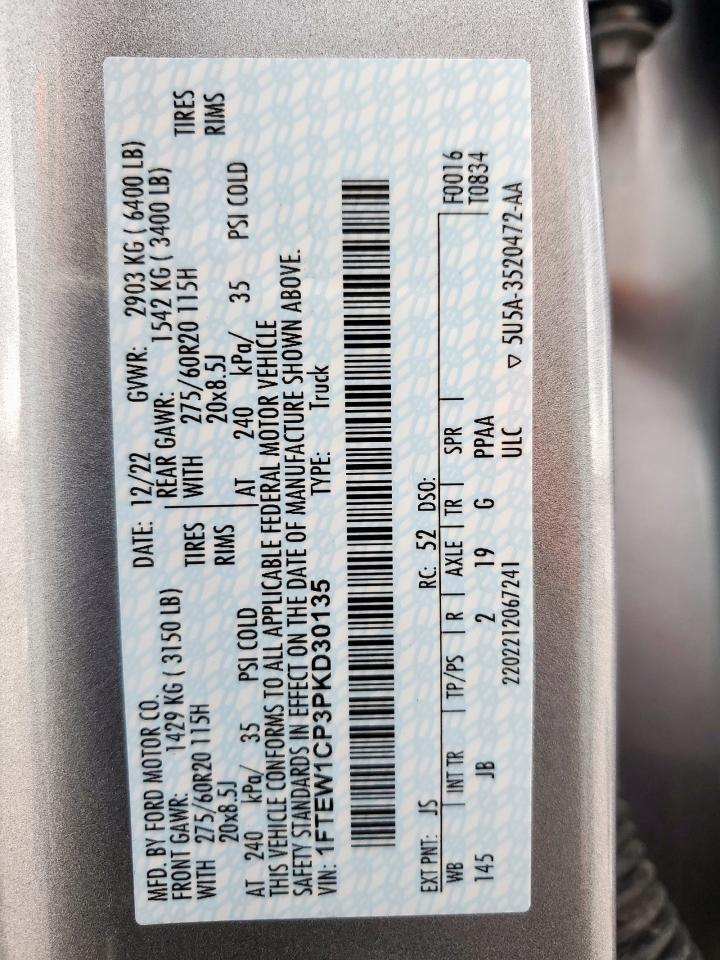 MFD. BY FORD MOTOR CO. DATE: 12/22 GVWR: 2903 KG ( 6400 LB)
FRONT GAWR: 1429 KG ( 3150 LB) REAR GAWR: 1542 KG ( 3400 LB)
WITH 275/60R20 115H TIRES WITH 275/60R20 115H TIRES
20x8.5J RIMS 20x8.5J RIMS
AT 240 kPa/ 35 PSI COLD AT 240 kPa/ 35 PSI COLD
THIS VEHICLE CONFORMS TO ALL APPLICABLE FEDERAL MOTOR VEHICLE
SAFETY STANDARDS IN EFFECT ON THE DATE OF MANUFACTURE SHOWN ABOVE.
VIN: 1FTEW1CP3PKD30135 TYPE: Truck
EXT PNT: JS RC: 52 DSO:
WB INT TR TP/PS R AXLE TR SPR F0016
145 JB 2 19 G PPAA T0834
2202212067241 ULC ▽ 5U5A-3520472-AA